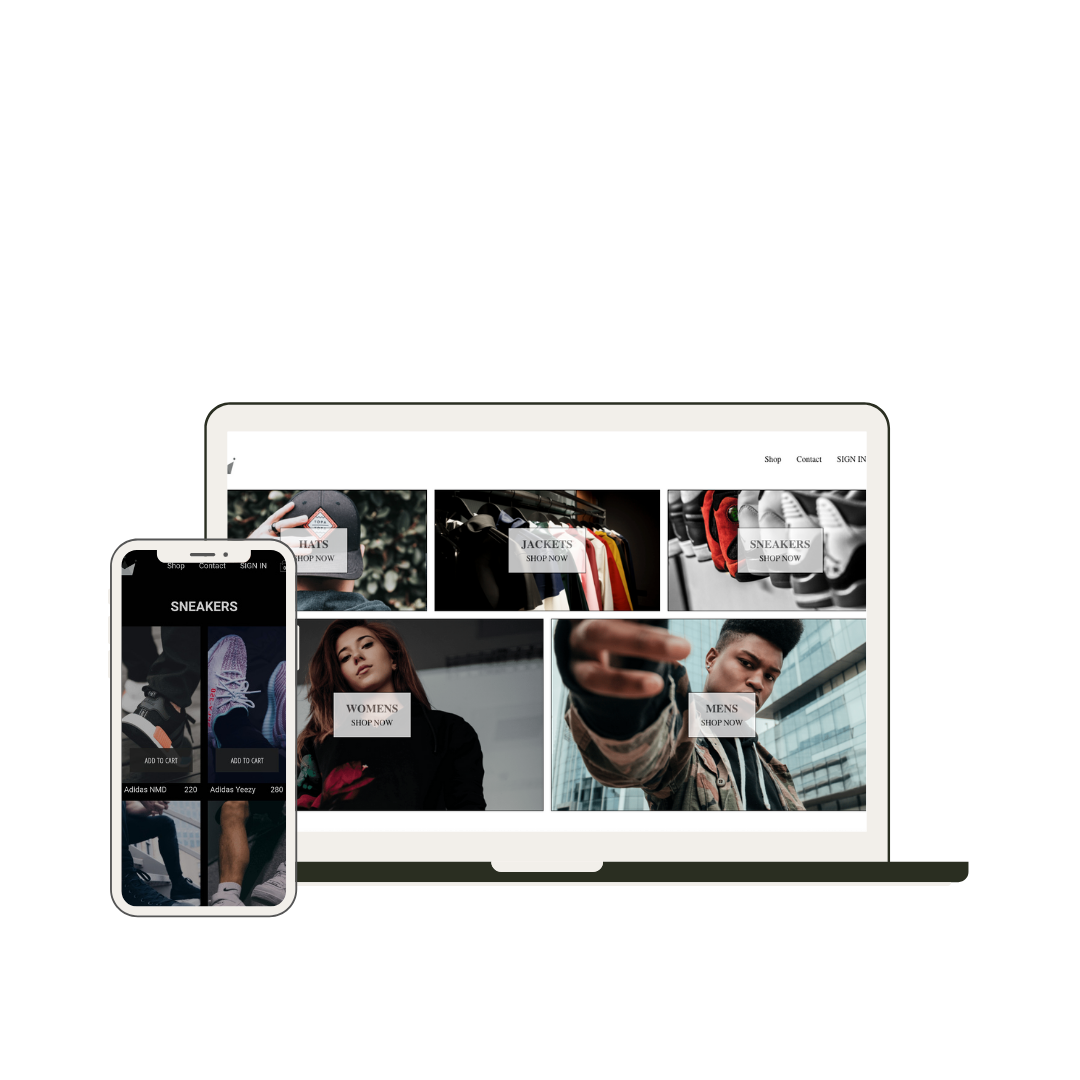 Shop Contact SIGN IN
HATS
SHOP NOW
JACKETS
SHOP NOW
SNEAKERS
SHOP NOW
WOMENS
SHOP NOW
MENS
SHOP NOW
Shop Contact SIGN IN
SNEAKERS
ADD TO CART
ADD TO CART
Adidas NMD 220
Adidas Yeezy 280